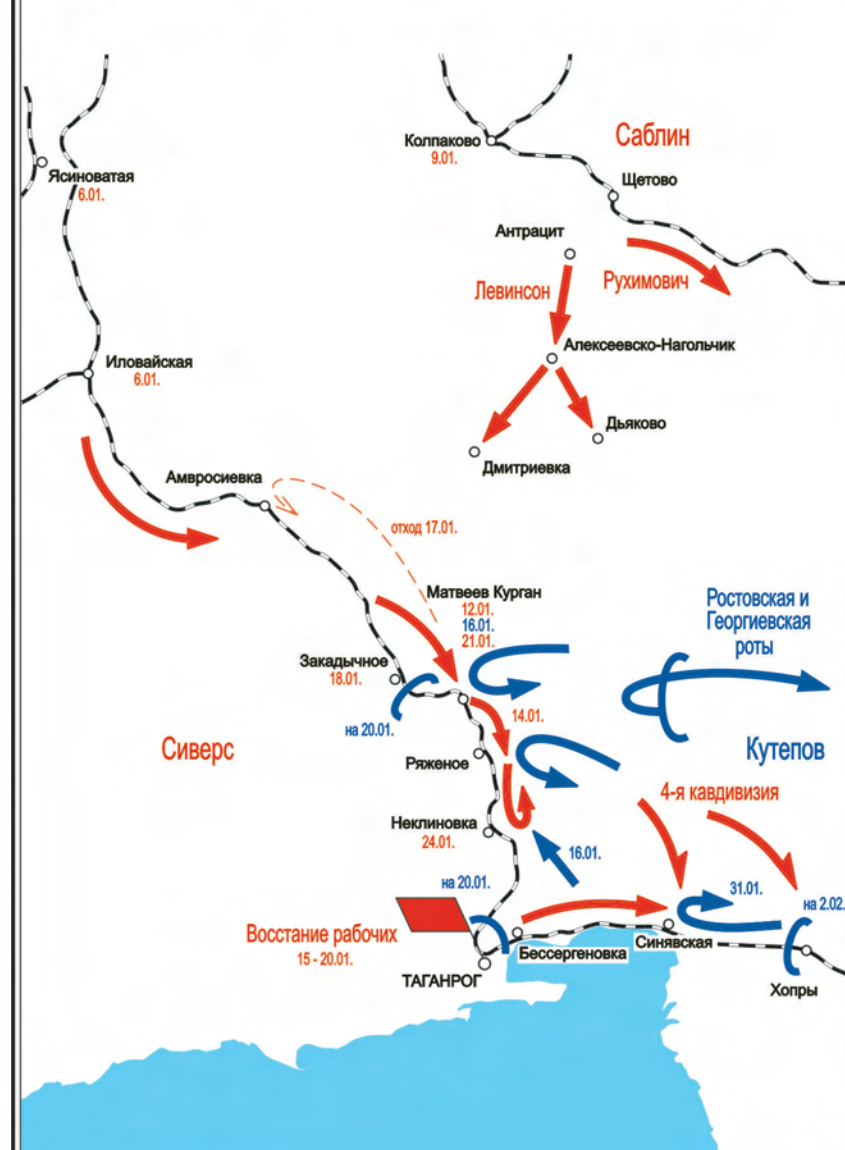 Колпаково
9.01.
Саблин
Ясиноватая
6.01.
Щетово
Антрацит
Левинсон
Рухимович
Алексеевско-Нагольчик
Иловайская
6.01.
Дьяково
Дмитриевка
Амвросиевка
отход 17.01.
Матвеев Курган
12.01.
16.01.
21.01.
Ростовская и
Георгиевская
роты
Закадычное
18.01.
на 20.01.
14.01.
Сиверс
Ряженое
Кутепов
4-я кавдивизия
Неклиновка
24.01.
16.01.
на 20.01.
31.01.
на 2.02.
Восстание рабочих
15 - 20.01.
Бессергеновка
Синявская
ТАГАНРОГ
Хопры